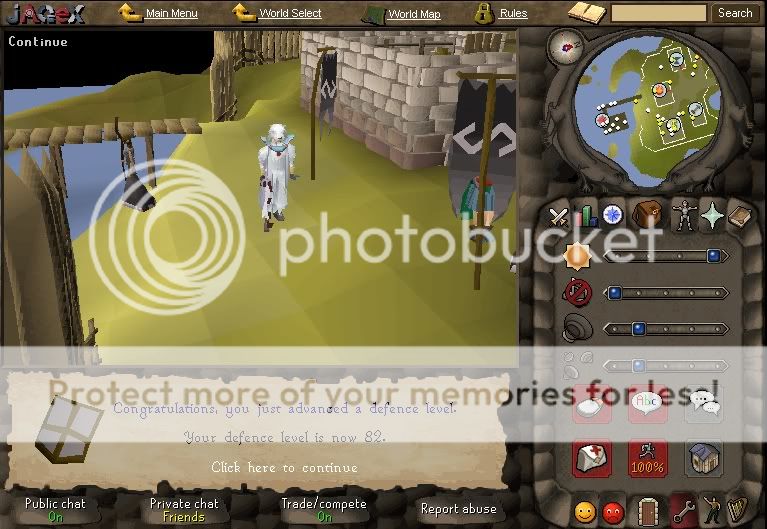 JAGEX
Main Menu
World Select
World Map
Rules
Search
Continue
photobucket
Protect more of your memories for less!
Congratulations, you just advanced a defence level.
Your defence level is now 82.
Click here to continue
Abc
100%
Public chat
On
Private chat
Friends
Trade/compete
On
Report abuse